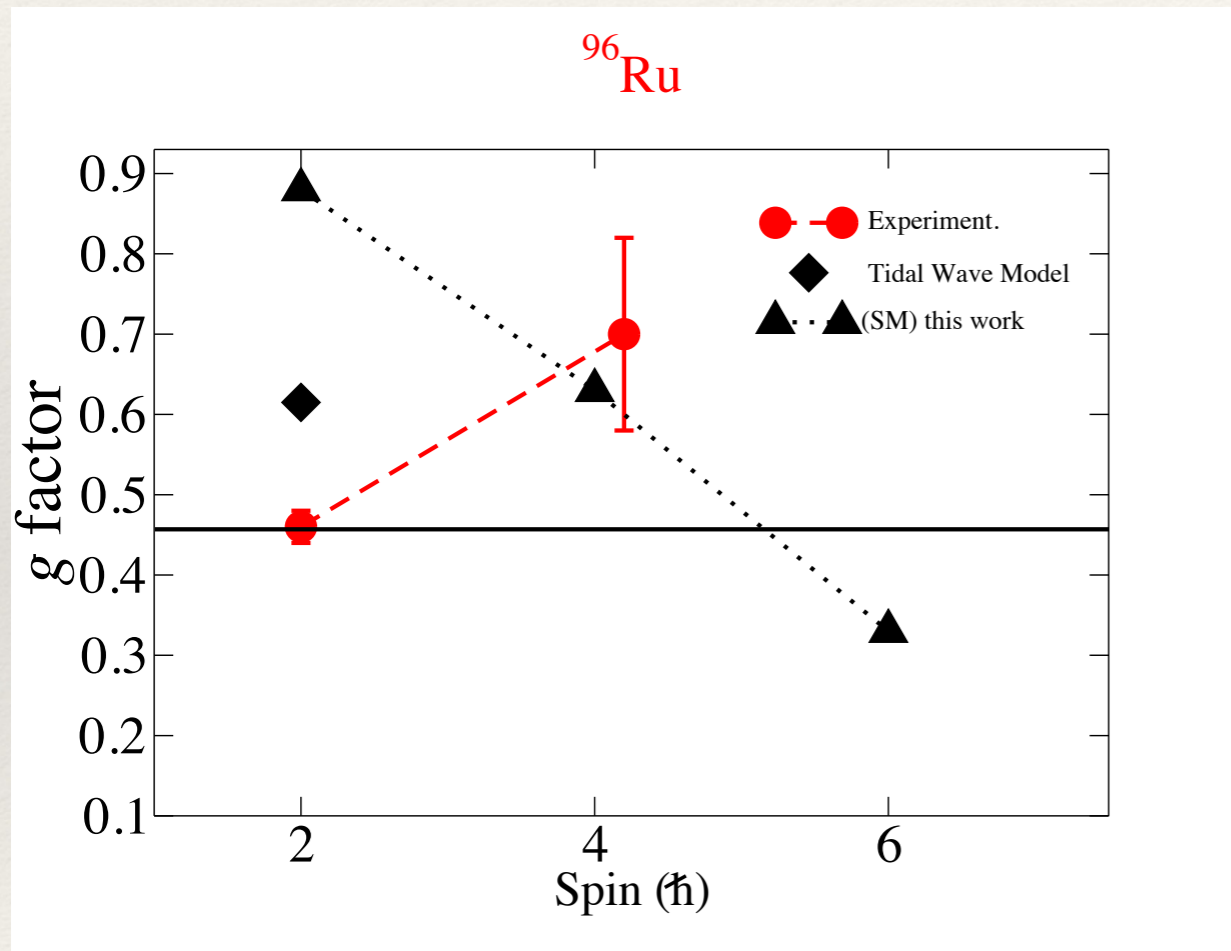 ⁹⁶Ru
0.9
0.8
0.7
0.6
0.5
0.4
0.3
0.2
0.1
g factor
Experiment.
Tidal Wave Model
(SM) this work
2 4 6
Spin (ħ)